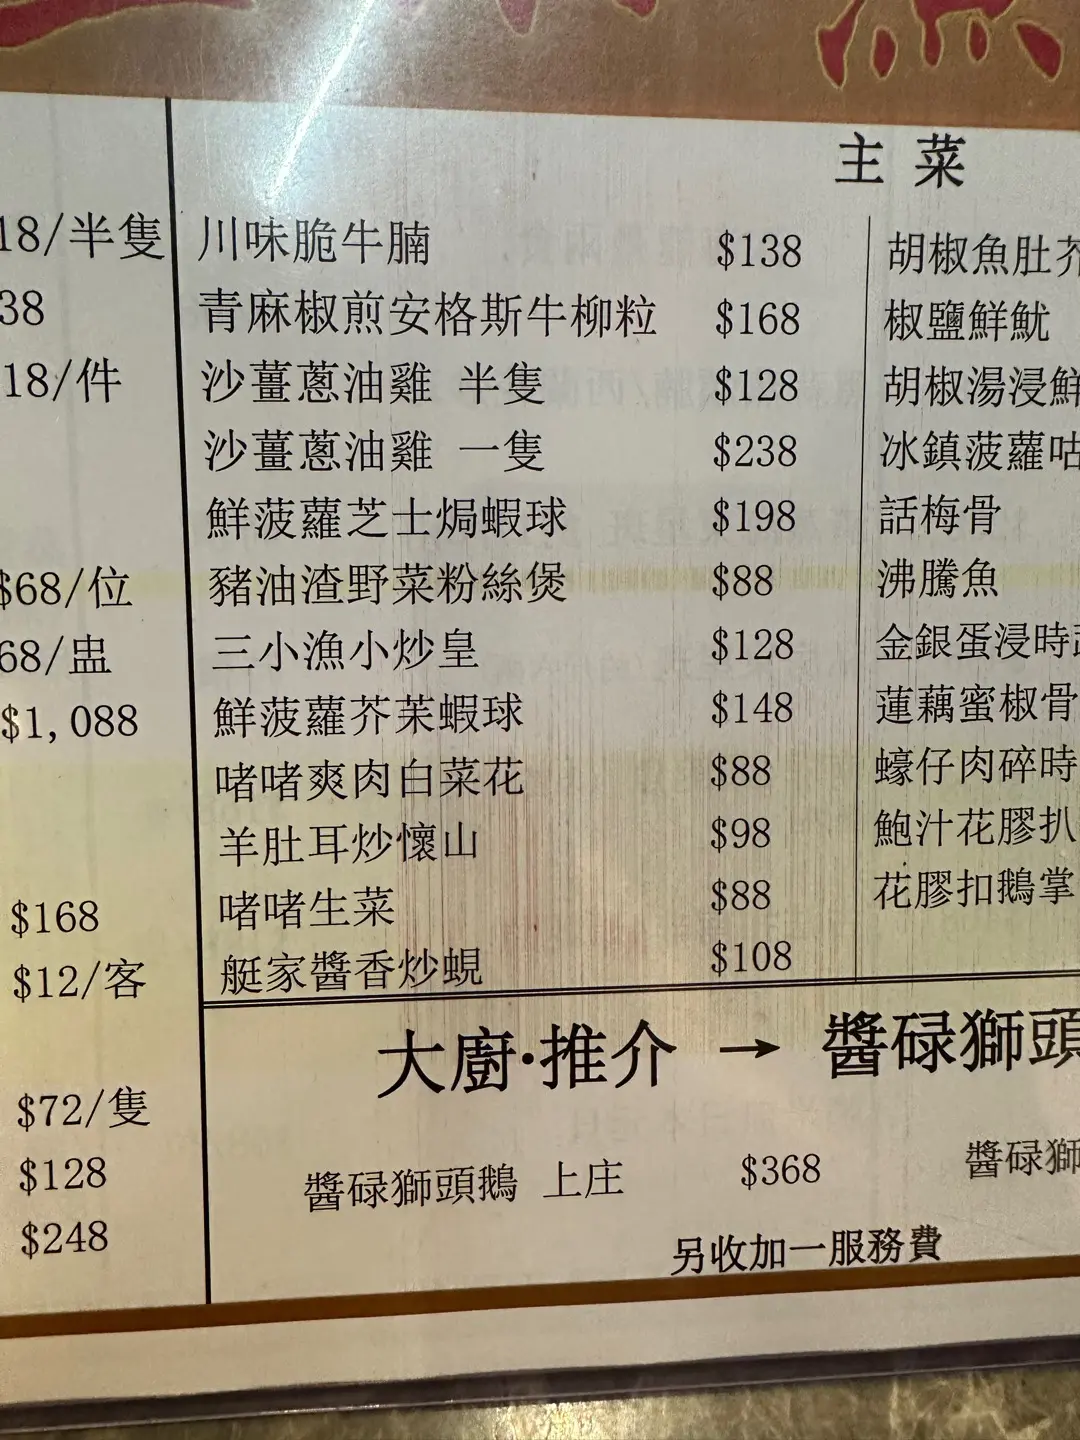 主菜
18/半隻
38
18/件
$68/位
68/盅
$1,088
$168
$12/客
$72/隻
$128
$248
川味脆牛腩 $138
青麻椒煎安格斯牛柳粒 $168
沙薑蔥油雞 半隻 $128
沙薑蔥油雞 一隻 $238
鮮菠蘿芝士焗蝦球 $198
豬油渣野菜粉絲煲 $88
三小漁小炒皇 $128
鮮菠蘿芥茉蝦球 $148
啫啫爽肉白菜花 $88
羊肚耳炒懷山 $98
啫啫生菜 $88
艇家醬香炒蜆 $108
胡椒魚肚芥
椒鹽鮮魷
胡椒湯浸鮮
冰鎮菠蘿咕
話梅骨
沸騰魚
金銀蛋浸時蔬
蓮藕蜜椒骨
蠔仔肉碎時
鮑汁花膠扒
花膠扣鵝掌
大廚·推介 → 醬碌獅頭
醬碌獅頭鵝 上庄 $368
醬碌獅
另收加一服務費